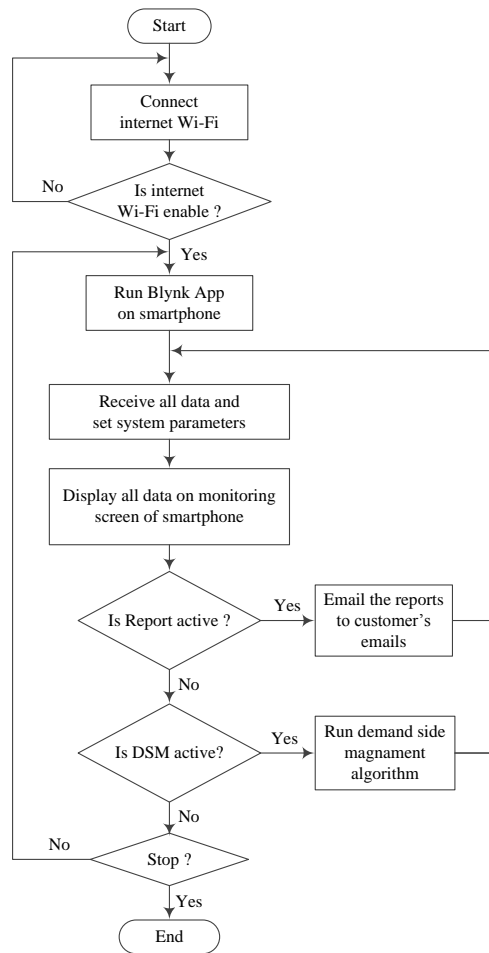 Start
Connect
internet Wi-Fi
No
Is internet
Wi-Fi enable ?
Yes
Run Blynk App
on smartphone
Receive all data and
set system parameters
Display all data on monitoring
screen of smartphone
Is Report active ?
Yes
Email the reports
to customer's
emails
No
Is DSM active?
Yes
Run demand side
magnament
algorithm
No
No
Stop ?
Yes
End